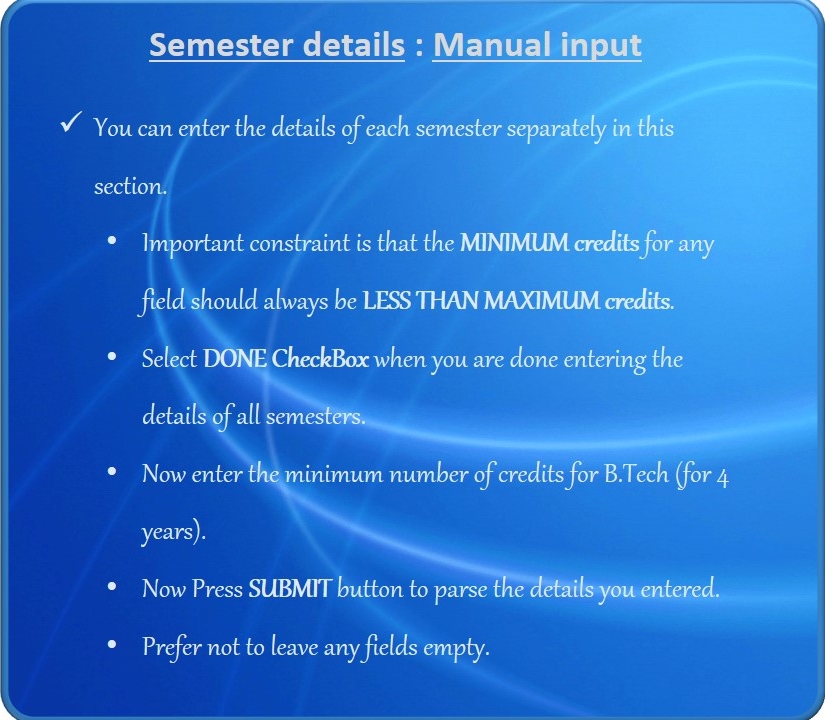 Semester details : Manual input
✓ You can enter the details of each semester separately in this
section.
• Important constraint is that the MINIMUM credits for any
field should always be LESS THAN MAXIMUM credits.
• Select DONE CheckBox when you are done entering the
details of all semesters.
• Now enter the minimum number of credits for B.Tech (for 4
years).
• Now Press SUBMIT button to parse the details you entered.
• Prefer not to leave any fields empty.